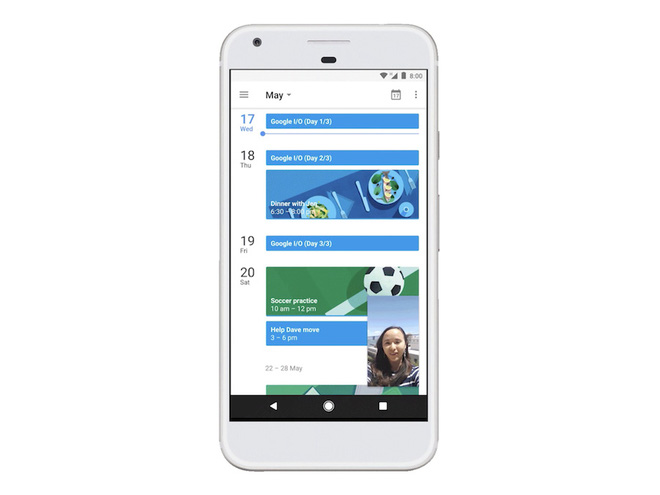 8:00
May
17
17
Wed
Google I/O (Day 1/3)
18
Thu
Google I/O (Day 2/3)
Dinner with Jen
6:30 – 8:00 pm
19
Fri
Google I/O (Day 3/3)
20
Sat
Soccer practice
10 am – 12 pm
Help Dave move
3 – 6 pm
22 – 28 May